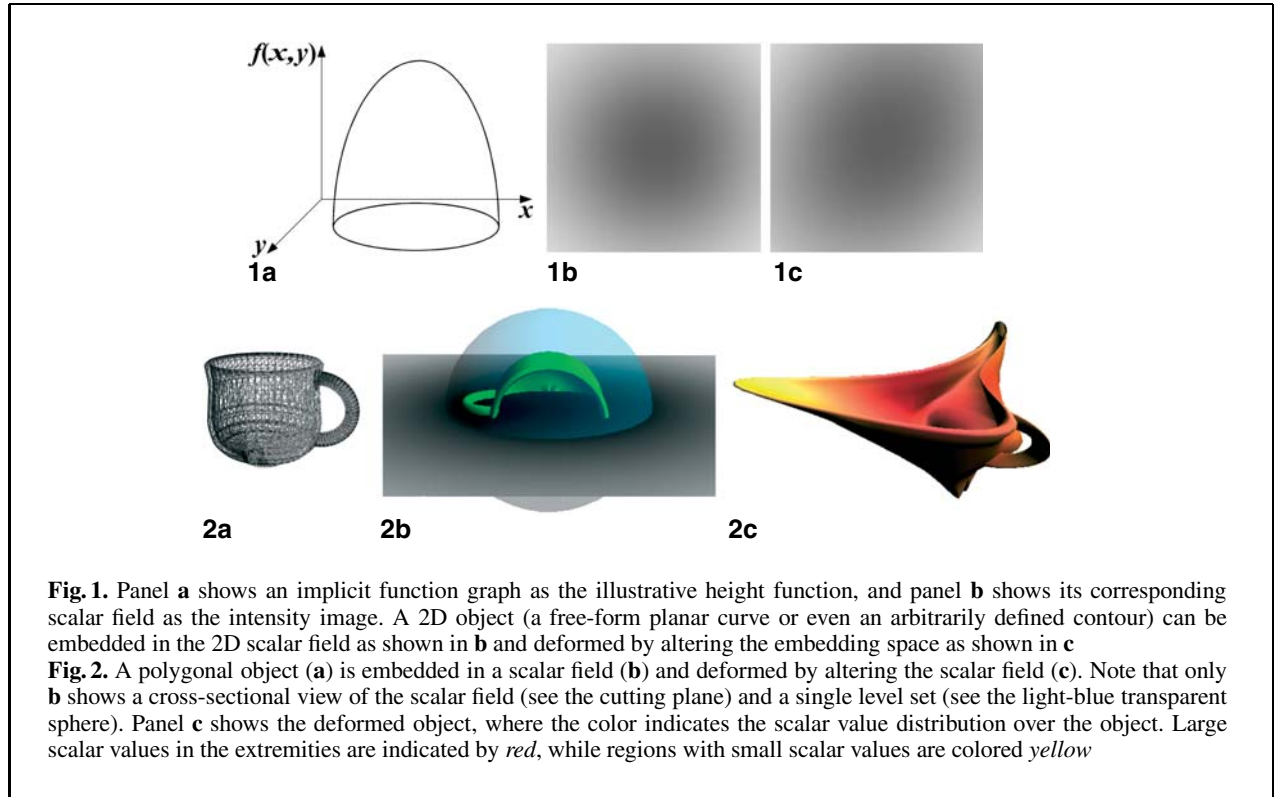 f(x,y)
x
y
1a
1b
1c
2a
2b
2c
Fig. 1. Panel a shows an implicit function graph as the illustrative height function, and panel b shows its corresponding
scalar field as the intensity image. A 2D object (a free-form planar curve or even an arbitrarily defined contour) can be
embedded in the 2D scalar field as shown in b and deformed by altering the embedding space as shown in c
Fig. 2. A polygonal object (a) is embedded in a scalar field (b) and deformed by altering the scalar field (c). Note that only
b shows a cross-sectional view of the scalar field (see the cutting plane) and a single level set (see the light-blue transparent
sphere). Panel c shows the deformed object, where the color indicates the scalar value distribution over the object. Large
scalar values in the extremities are indicated by red, while regions with small scalar values are colored yellow